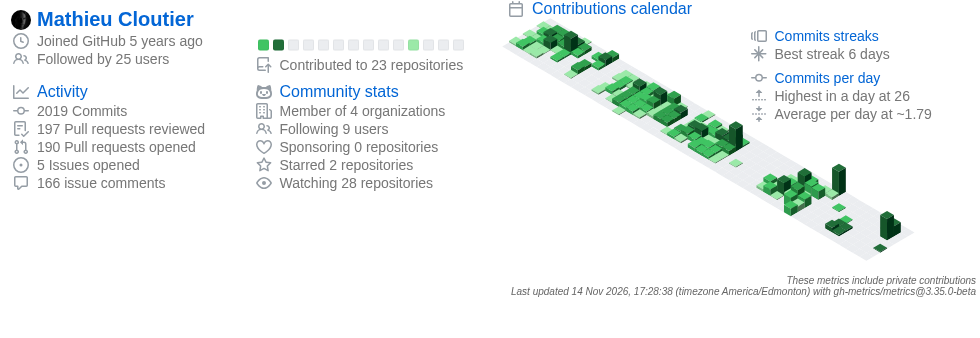 Mathieu Cloutier
Joined GitHub 5 years ago
Followed by 25 users
Contributed to 23 repositories
Activity
2019 Commits
197 Pull requests reviewed
190 Pull requests opened
5 Issues opened
166 issue comments
Community stats
Member of 4 organizations
Following 9 users
Sponsoring 0 repositories
Starred 2 repositories
Watching 28 repositories
Contributions calendar
Commits streaks
Best streak 6 days
Commits per day
Highest in a day at 26
Average per day at ~1.79
These metrics include private contributions
Last updated 14 Nov 2026, 17:28:38 (timezone America/Edmonton) with gh-metrics/metrics@3.35.0-beta